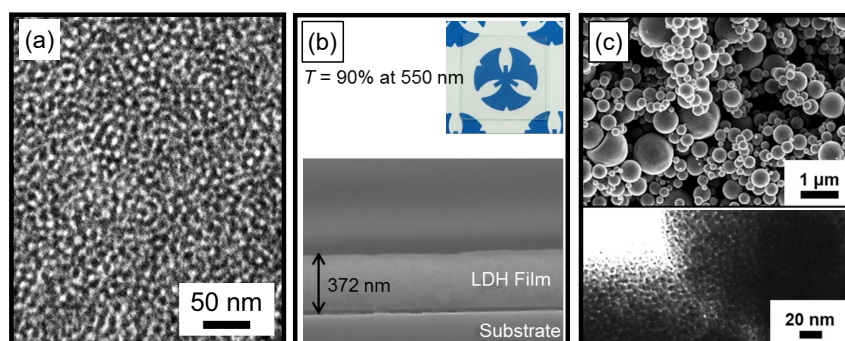 (a)
50 nm
(b)
T = 90% at 550 nm
372 nm
LDH Film
Substrate
(c)
1 μm
20 nm